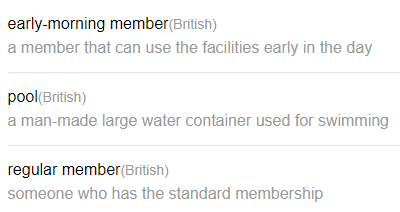 early-morning member(British)
a member that can use the facilities early in the day
pool(British)
a man-made large water container used for swimming
regular member(British)
someone who has the standard membership